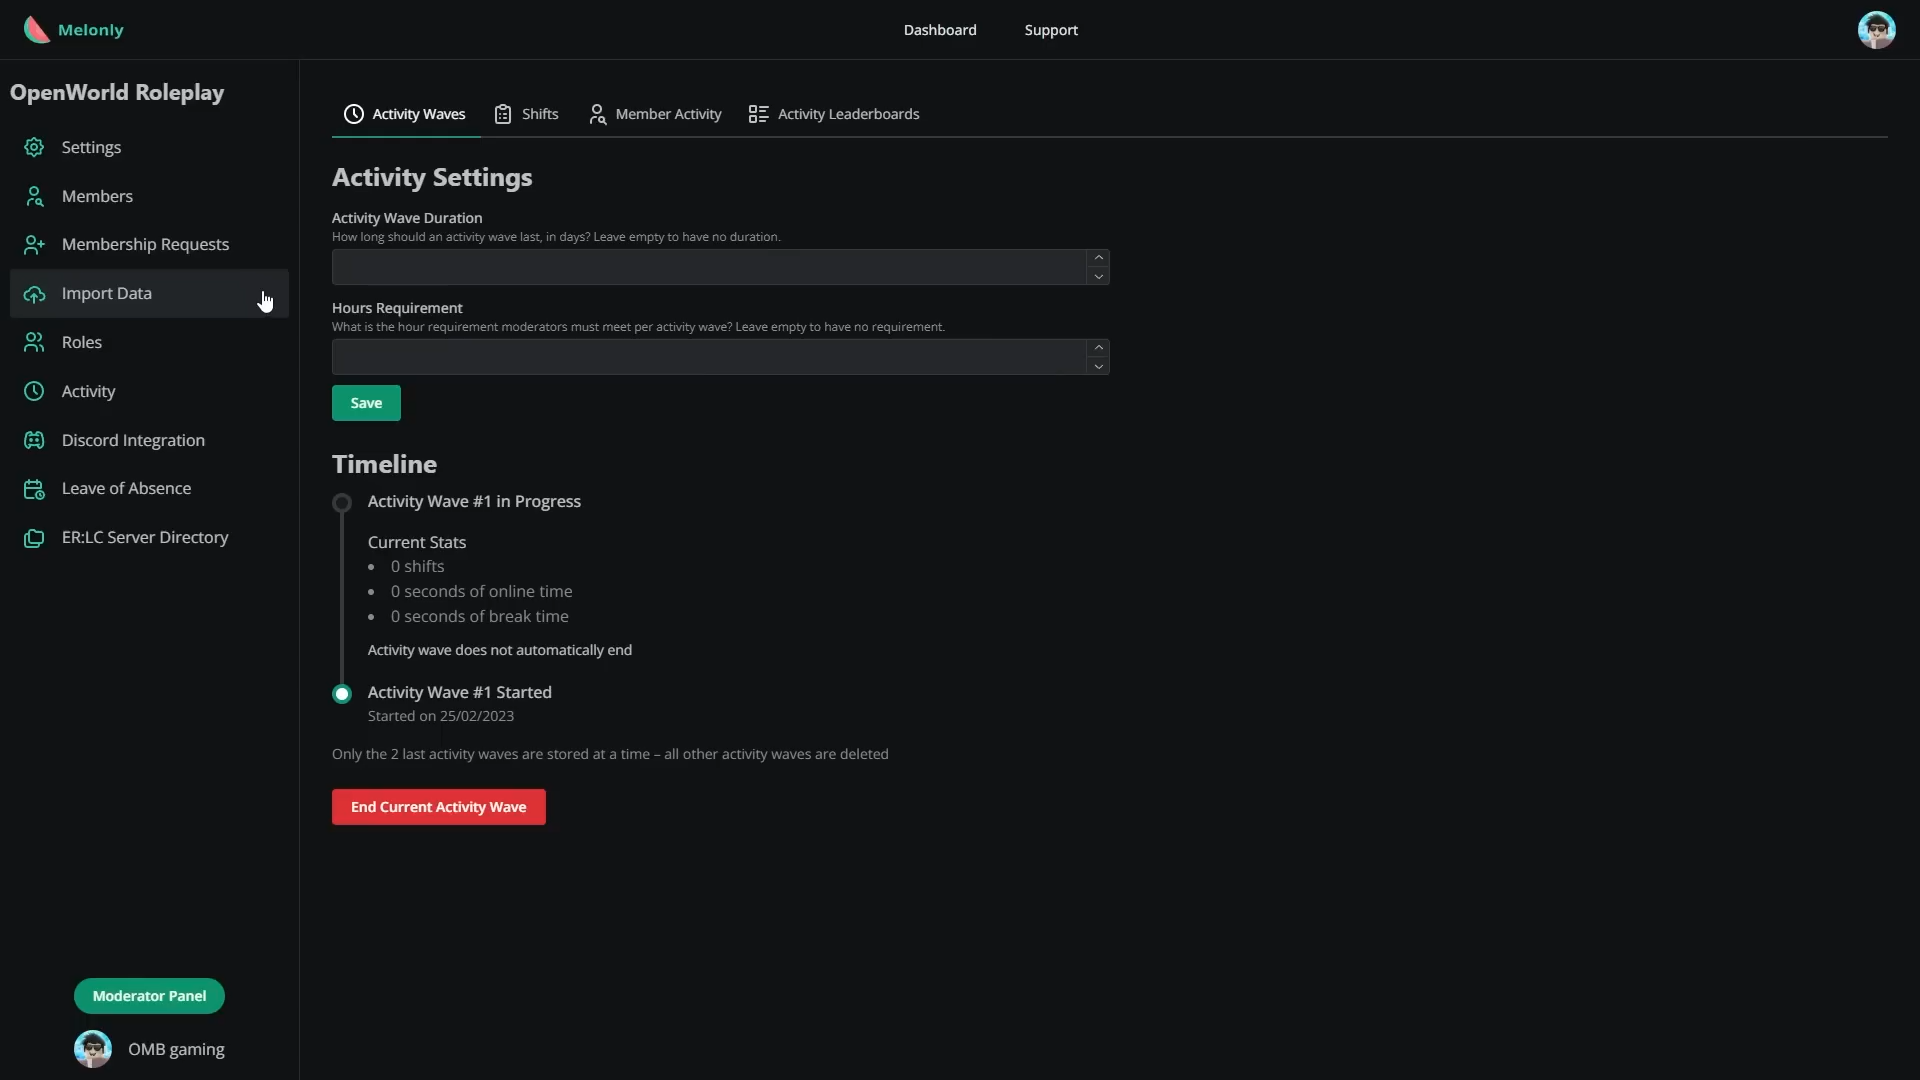 Melonly
Dashboard
Support
OpenWorld Roleplay
Settings
Members
Membership Requests
Import Data
Roles
Activity
Discord Integration
Leave of Absence
ER:LC Server Directory
Moderator Panel
OMB gaming
Activity Waves
Shifts
Member Activity
Activity Leaderboards
Activity Settings
Activity Wave Duration
How long should an activity wave last, in days? Leave empty to have no duration.
Hours Requirement
What is the hour requirement moderators must meet per activity wave? Leave empty to have no requirement.
Save
Timeline
Activity Wave #1 in Progress
Current Stats
• 0 shifts
• 0 seconds of online time
• 0 seconds of break time
Activity wave does not automatically end
Activity Wave #1 Started
Started on 25/02/2023
Only the 2 last activity waves are stored at a time – all other activity waves are deleted
End Current Activity Wave